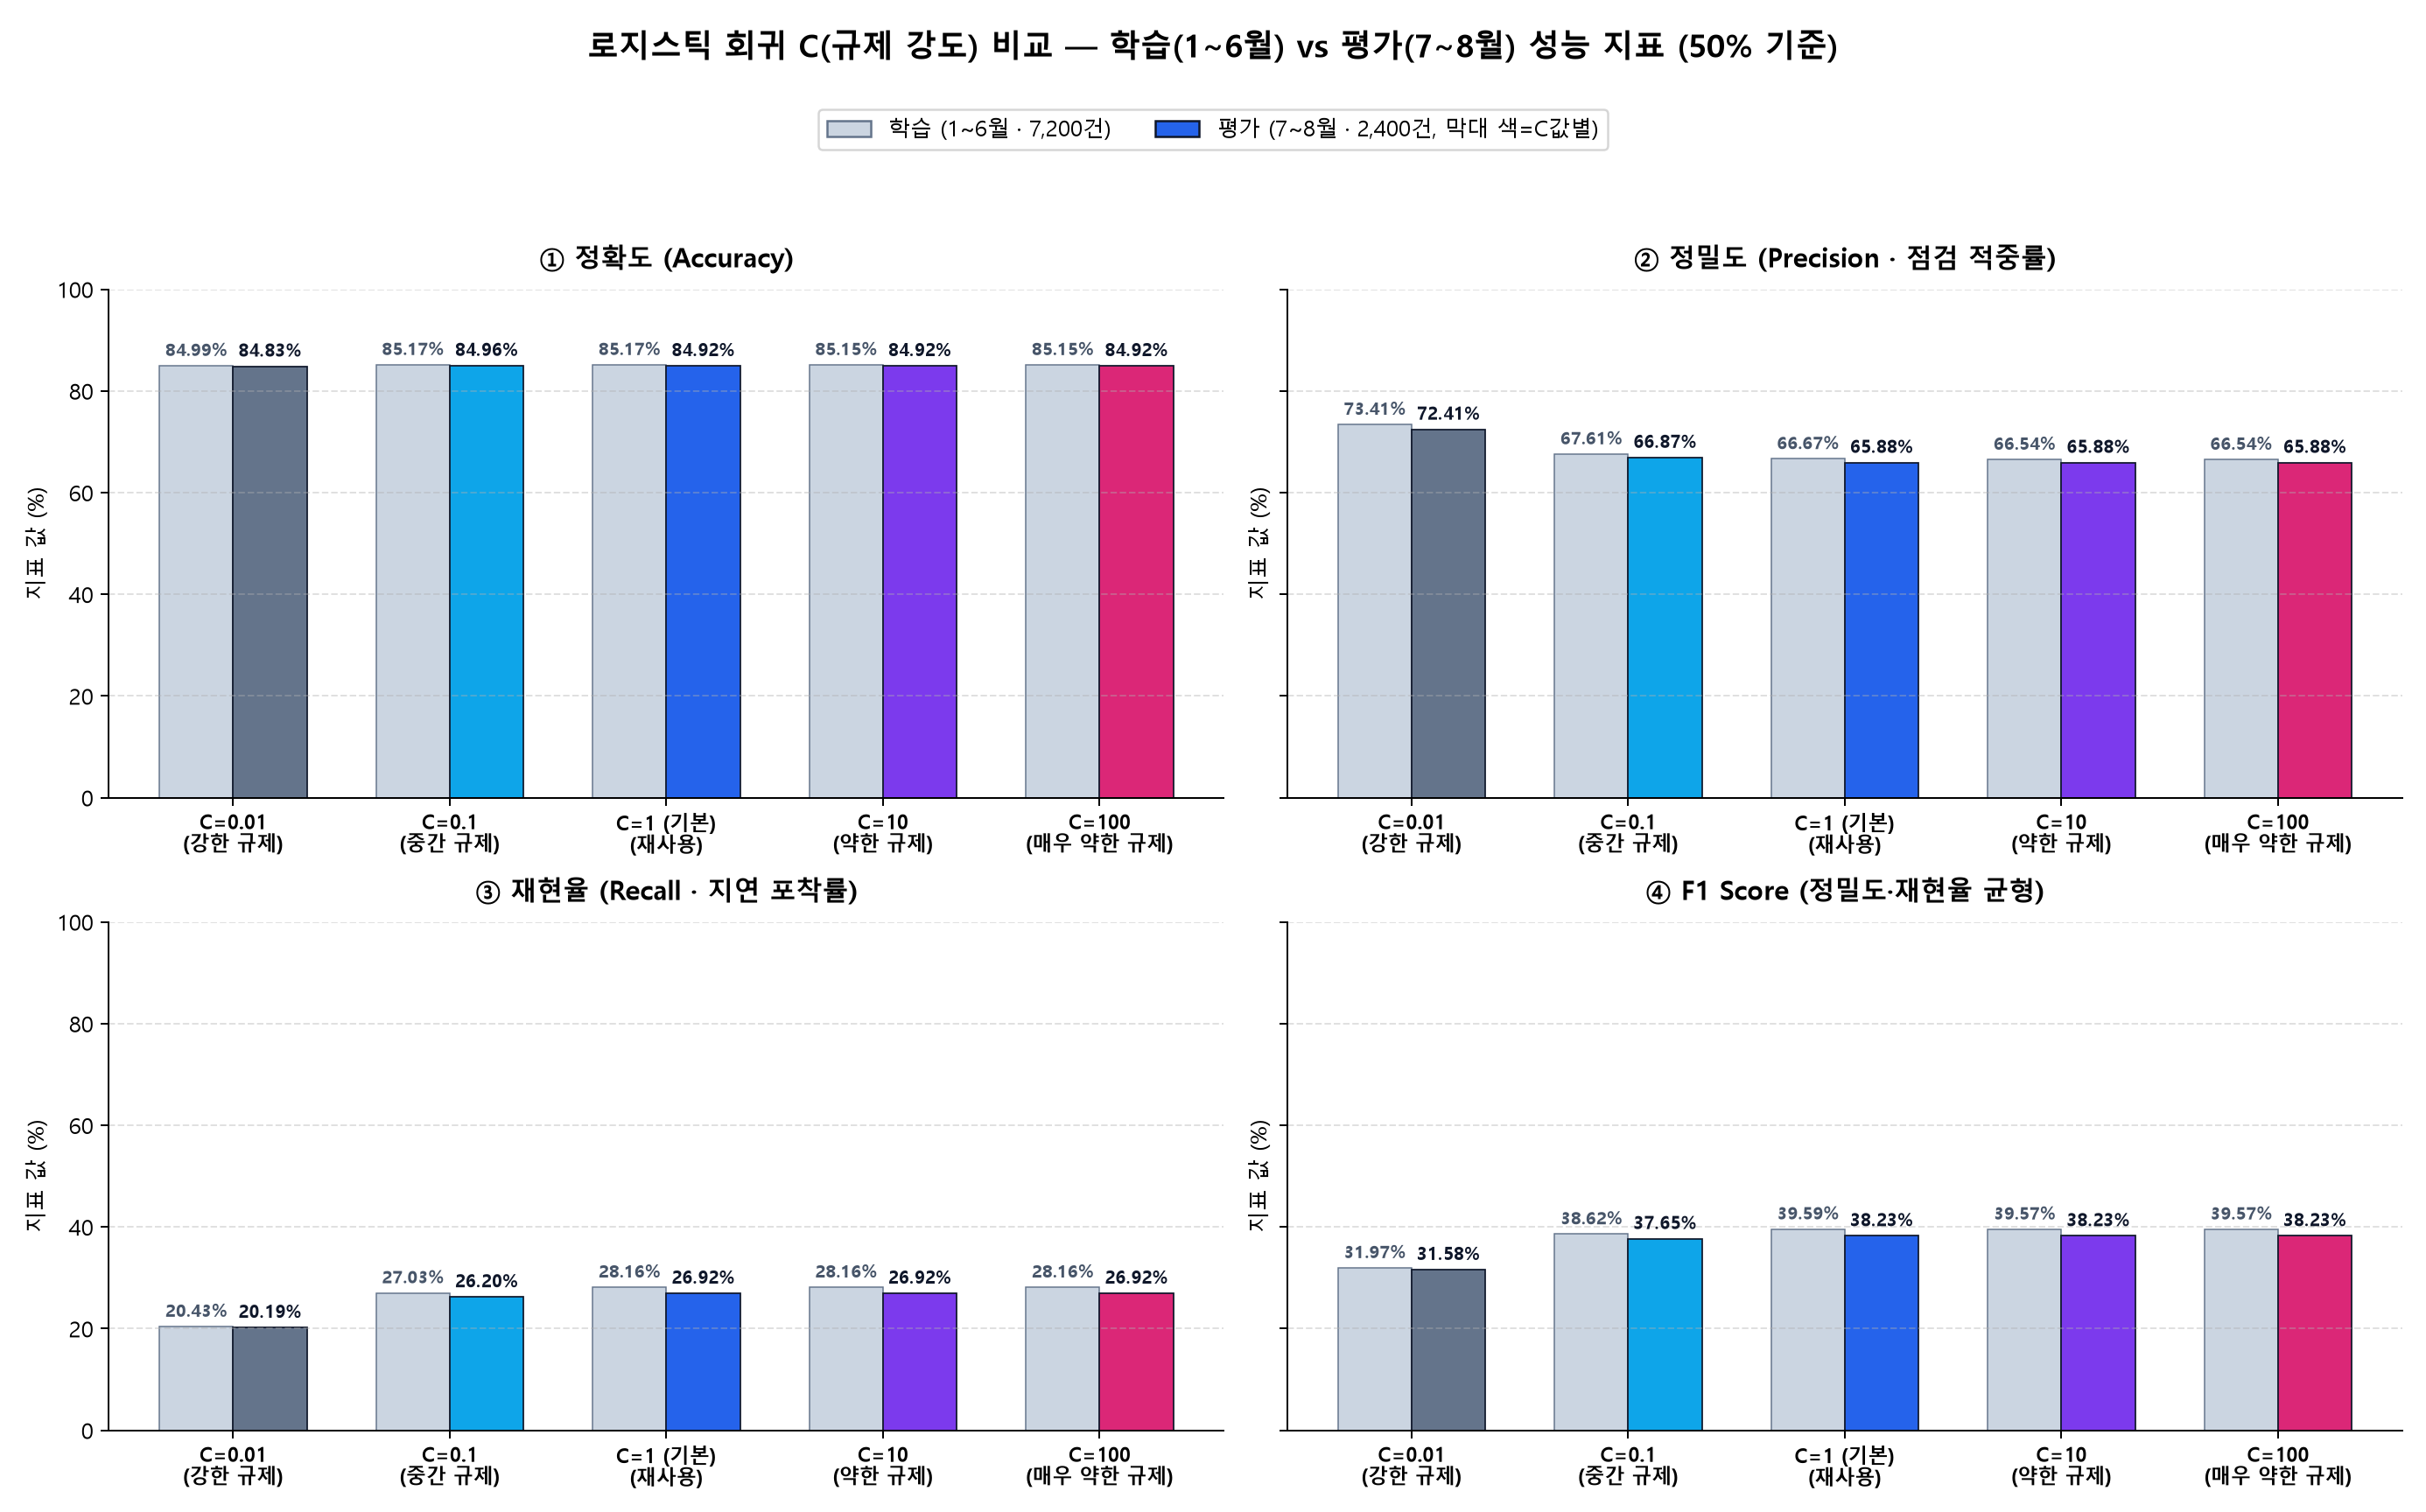 로지스틱 회귀 C(규제 강도) 비교 — 학습(1~6월) vs 평가(7~8월) 성능 지표 (50% 기준)
학습 (1~6월 · 7,200건)
평가 (7~8월 · 2,400건, 막대 색=C값별)
① 정확도 (Accuracy)
지표 값 (%)
100
80
60
40
20
0
84.99% 84.83%
85.17% 84.96%
85.17% 84.92%
85.15% 84.92%
85.15% 84.92%
C=0.01
(강한 규제)
C=0.1
(중간 규제)
C=1 (기본)
(재사용)
C=10
(약한 규제)
C=100
(매우 약한 규제)
② 정밀도 (Precision · 점검 적중률)
지표 값 (%)
73.41% 72.41%
67.61% 66.87%
66.67% 65.88%
66.54% 65.88%
66.54% 65.88%
C=0.01
(강한 규제)
C=0.1
(중간 규제)
C=1 (기본)
(재사용)
C=10
(약한 규제)
C=100
(매우 약한 규제)
③ 재현율 (Recall · 지연 포착률)
지표 값 (%)
100
80
60
40
20
0
20.43% 20.19%
27.03% 26.20%
28.16% 26.92%
28.16% 26.92%
28.16% 26.92%
C=0.01
(강한 규제)
C=0.1
(중간 규제)
C=1 (기본)
(재사용)
C=10
(약한 규제)
C=100
(매우 약한 규제)
④ F1 Score (정밀도·재현율 균형)
지표 값 (%)
31.97% 31.58%
38.62% 37.65%
39.59% 38.23%
39.57% 38.23%
39.57% 38.23%
C=0.01
(강한 규제)
C=0.1
(중간 규제)
C=1 (기본)
(재사용)
C=10
(약한 규제)
C=100
(매우 약한 규제)